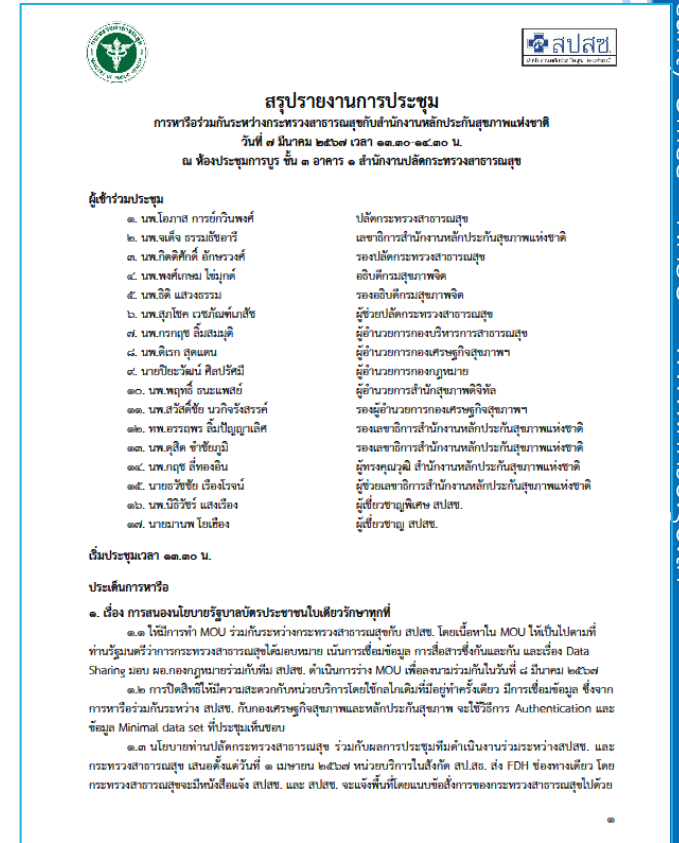 สปสช.
สรุปรายงานการประชุม
การหารือร่วมกันระหว่างกระทรวงสาธารณสุขกับสำนักงานหลักประกันสุขภาพแห่งชาติ
วันที่ ๗ มีนาคม ๒๕๖๗ เวลา ๑๓.๓๐-๑๔.๓๐ น.
ณ ห้องประชุมการบูร ชั้น ๓ อาคาร ๑ สำนักงานปลัดกระทรวงสาธารณสุข
ผู้เข้าร่วมประชุม
๑. นพ.โอภาส การย์กวินพงศ์ ปลัดกระทรวงสาธารณสุข
๒. นพ.จเด็จ ธรรมธัชอารี เลขาธิการสำนักงานหลักประกันสุขภาพแห่งชาติ
๓. นพ.กิตติศักดิ์ อักษรวงศ์ รองปลัดกระทรวงสาธารณสุข
๔. นพ.พงศ์เกษม ไข่มุกด์ อธิบดีกรมสุขภาพจิต
๕. นพ.ธิติ แสวงธรรม รองอธิบดีกรมสุขภาพจิต
๖. นพ.สุภโชค เวชภัณฑ์เภสัช ผู้ช่วยปลัดกระทรวงสาธารณสุข
๗. นพ.กรกฤช ลิ้มสมมุติ ผู้อำนวยการกองบริหารการสาธารณสุข
๘. นพ.ดิเรก สุดแดน ผู้อำนวยการกองเศรษฐกิจสุขภาพฯ
๙. นายปิยะวัฒน์ ศิลปรัศมี ผู้อำนวยการกองกฎหมาย
๑๐. นพ.พฤทธิ์ ธนะแพสย์ ผู้อำนวยการสำนักสุขภาพดิจิทัล
๑๑. นพ.สวัสดิ์ชัย นวกิจรังสรรค์ รองผู้อำนวยการกองเศรษฐกิจสุขภาพฯ
๑๒. ทพ.อรรถพร ลิ้มปัญญาเลิศ รองเลขาธิการสำนักงานหลักประกันสุขภาพแห่งชาติ
๑๓. นพ.ดุสิต ขำชัยภูมิ รองเลขาธิการสำนักงานหลักประกันสุขภาพแห่งชาติ
๑๔. นพ.กฤช ลี่ทองอิน ผู้ทรงคุณวุฒิ สำนักงานหลักประกันสุขภาพแห่งชาติ
๑๕. นายธวัชชัย เรืองโรจน์ ผู้ช่วยเลขาธิการสำนักงานหลักประกันสุขภาพแห่งชาติ
๑๖. นพ.นิธิวัชร์ แสงเรือง ผู้เชี่ยวชาญพิเศษ สปสช.
๑๗. นายมานพ โยเฮือง ผู้เชี่ยวชาญ สปสช.
เริ่มประชุมเวลา ๑๓.๓๐ น.
ประเด็นการหารือ
๑. เรื่อง การสนองนโยบายรัฐบาลบัตรประชาชนใบเดียวรักษาทุกที่
๑.๑ ให้มีการทำ MOU ร่วมกันระหว่างกระทรวงสาธารณสุขกับ สปสช. โดยเนื้อหาใน MOU ให้เป็นไปตามที่
ท่านรัฐมนตรีว่าการกระทรวงสาธารณสุขได้มอบหมาย เน้นการเชื่อมข้อมูล การสื่อสารซึ่งกันและกัน และเรื่อง Data
Sharing มอบ ผอ.กองกฎหมายร่วมกับทีม สปสช. ดำเนินการร่าง MOU เพื่อลงนามร่วมกันในวันที่ ๘ มีนาคม ๒๕๖๗
๑.๒ การปิดสิทธิให้มีความสะดวกกับหน่วยบริการโดยใช้กลไกเดิมที่มีอยู่ทำครั้งเดียว มีการเชื่อมข้อมูล ซึ่งจาก
การหารือร่วมกันระหว่าง สปสช. กับกองเศรษฐกิจสุขภาพและหลักประกันสุขภาพ จะใช้วิธีการ Authentication และ
ข้อมูล Minimal data set ที่ประชุมเห็นชอบ
๑.๓ นโยบายท่านปลัดกระทรวงสาธารณสุข ร่วมกับผลการประชุมทีมดำเนินงานร่วมระหว่างสปสช. และ
กระทรวงสาธารณสุข เสนอตั้งแต่วันที่ ๑ เมษายน ๒๕๖๗ หน่วยบริการในสังกัด สป.สธ. ส่ง FDH ช่องทางเดียว โดย
กระทรวงสาธารณสุขจะมีหนังสือแจ้ง สปสช. และ สปสช. จะแจ้งพื้นที่โดยแนบข้อสั่งการของกระทรวงสาธารณสุขไปด้วย
๑